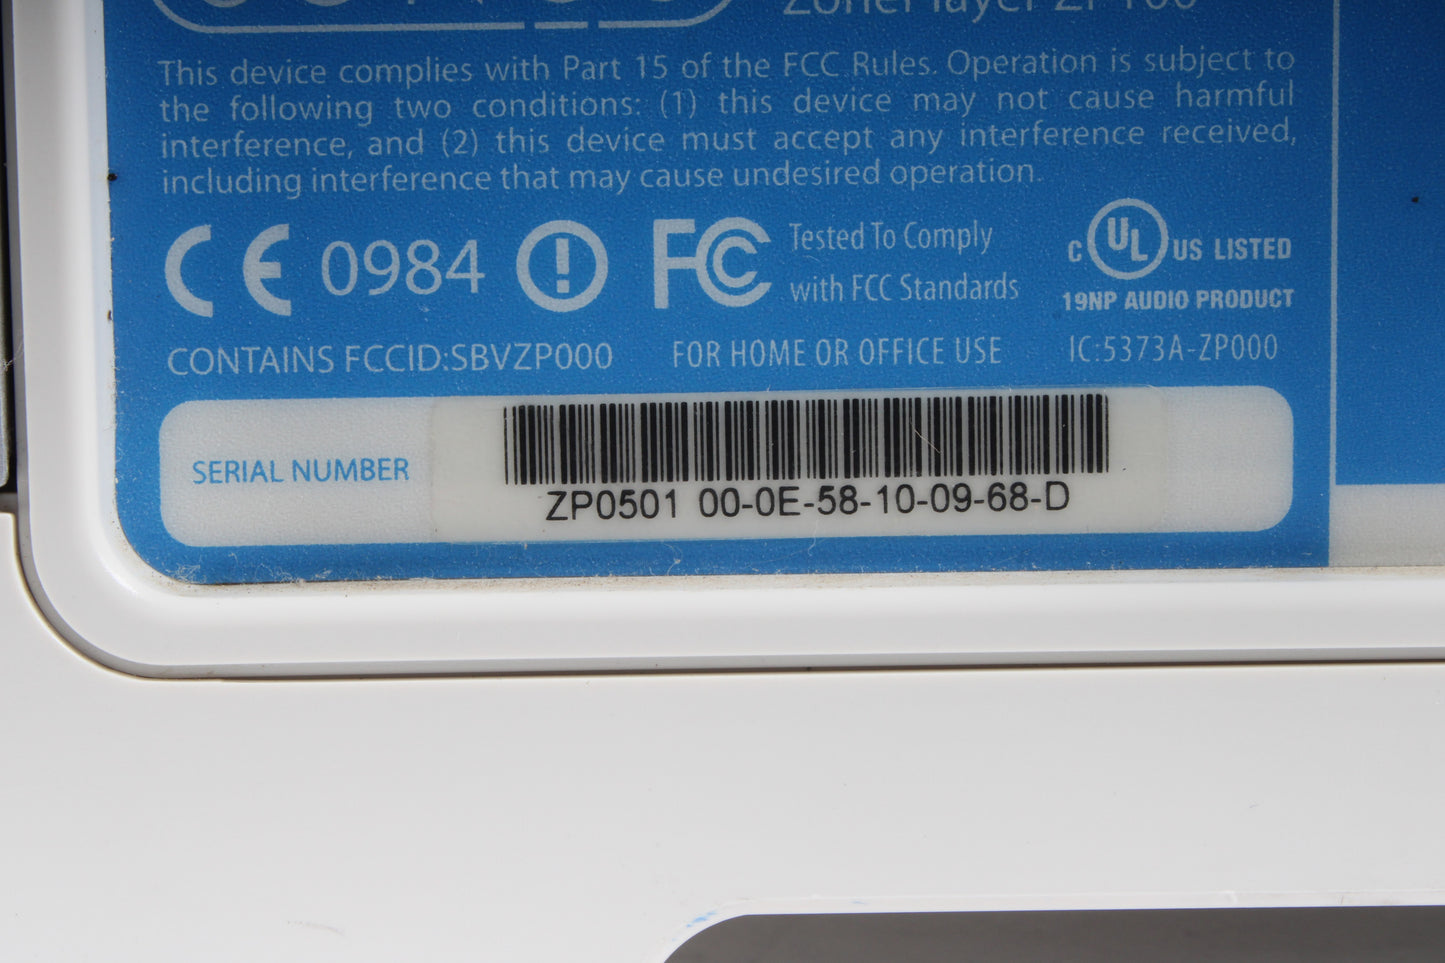 ZonePlayer ZP100
This device complies with Part 15 of the FCC Rules. Operation is subject to
the following two conditions: (1) this device may not cause harmful
interference, and (2) this device must accept any interference received,
including interference that may cause undesired operation.
CE 0984 FC Tested To Comply
with FCC Standards
C UL US LISTED
19NP AUDIO PRODUCT
CONTAINS FCCID:SBVZP000 FOR HOME OR OFFICE USE IC:5373A-ZP000
SERIAL NUMBER
ZP0501 00-0E-58-10-09-68-D